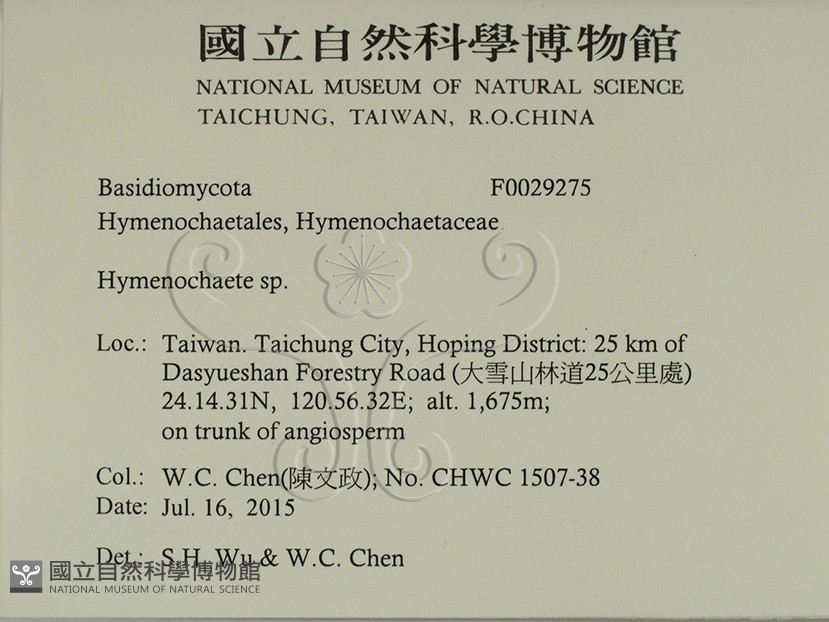 國立自然科學博物館
NATIONAL MUSEUM OF NATURAL SCIENCE
TAICHUNG, TAIWAN, R.O.CHINA
Basidiomycota F0029275
Hymenochaetales, Hymenochaetaceae
Hymenochaete sp.
Loc.: Taiwan. Taichung City, Hoping District: 25 km of
Dasyueshan Forestry Road (大雪山林道25公里處)
24.14.31N, 120.56.32E; alt. 1,675m;
on trunk of angiosperm
Col.: W.C. Chen(陳文政); No. CHWC 1507-38
Date: Jul. 16, 2015
Det.: S.H. Wu & W.C. Chen
國立自然科學博物館
NATIONAL MUSEUM OF NATURAL SCIENCE